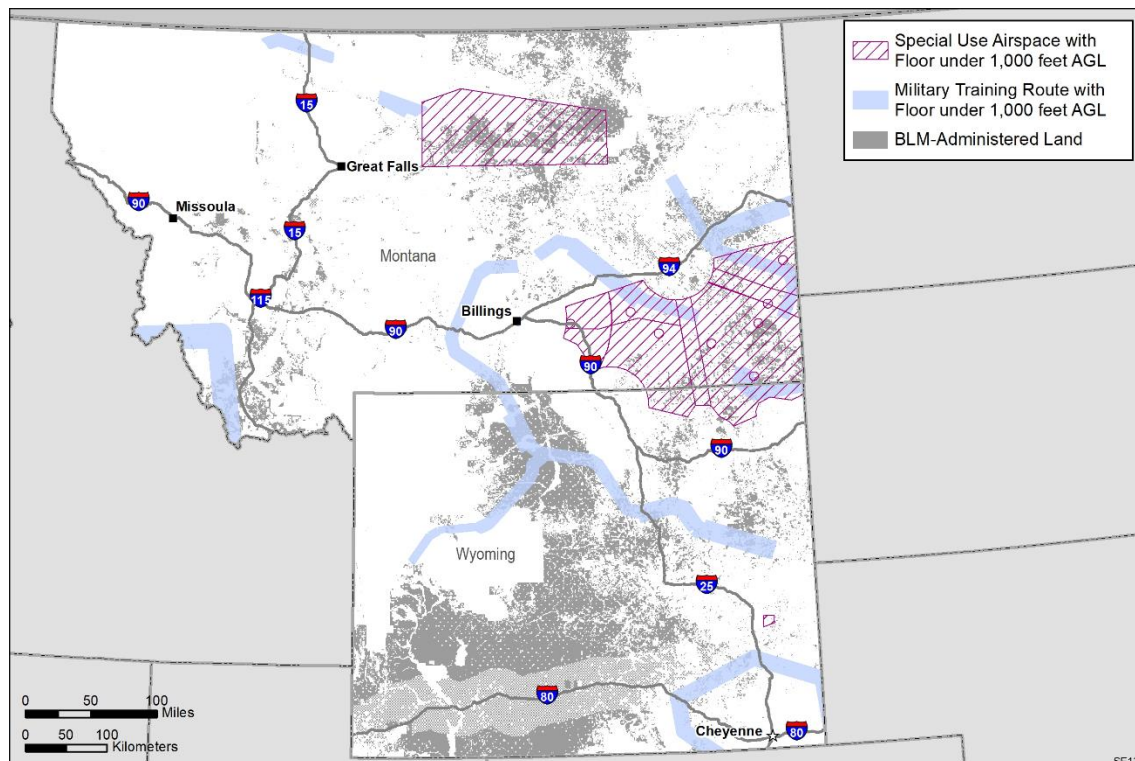 Special Use Airspace with
Floor under 1,000 feet AGL
Military Training Route with
Floor under 1,000 feet AGL
BLM-Administered Land
15
Great Falls
90
Missoula
15
Montana
94
115
Billings
90
90
90
Wyoming
25
80
0 50 100
Miles
0 50 100
Kilometers
Cheyenne
80